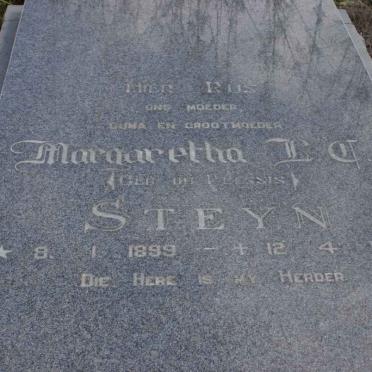 Hier Rus
ons moeder,
ouma en grootmoeder
Margaretha L C.
(Geb du Plessis)
Steyn
* 8. 1 1899 - + 12 4
Die Here is my Herder